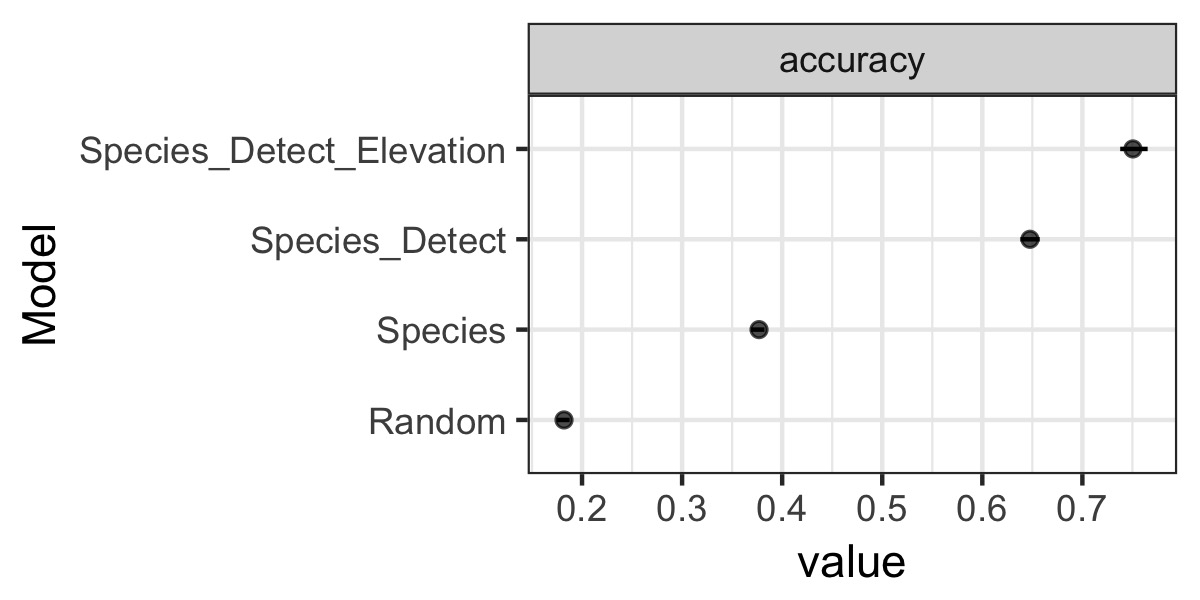 accuracy
Species_Detect_Elevation
Species_Detect
Species
Random
Model
0.2 0.3 0.4 0.5 0.6 0.7
value